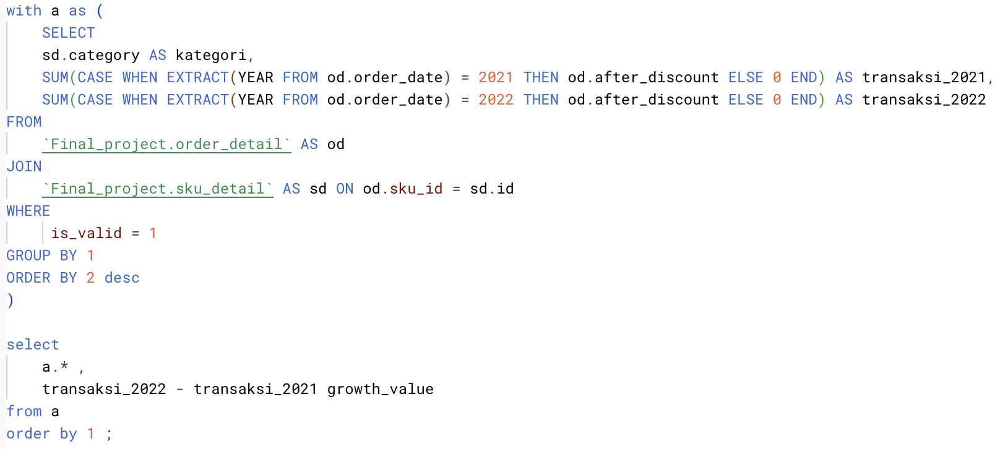 with a as (
SELECT
sd.category AS kategori,
SUM(CASE WHEN EXTRACT(YEAR FROM od.order_date) = 2021 THEN od.after_discount ELSE 0 END) AS transaksi_2021,
SUM(CASE WHEN EXTRACT(YEAR FROM od.order_date) = 2022 THEN od.after_discount ELSE 0 END) AS transaksi_2022
FROM
`Final_project.order_detail` AS od
JOIN
`Final_project.sku_detail` AS sd ON od.sku_id = sd.id
WHERE
is_valid = 1
GROUP BY 1
ORDER BY 2 desc
)
select
a.* ,
transaksi_2022 - transaksi_2021 growth_value
from a
order by 1 ;